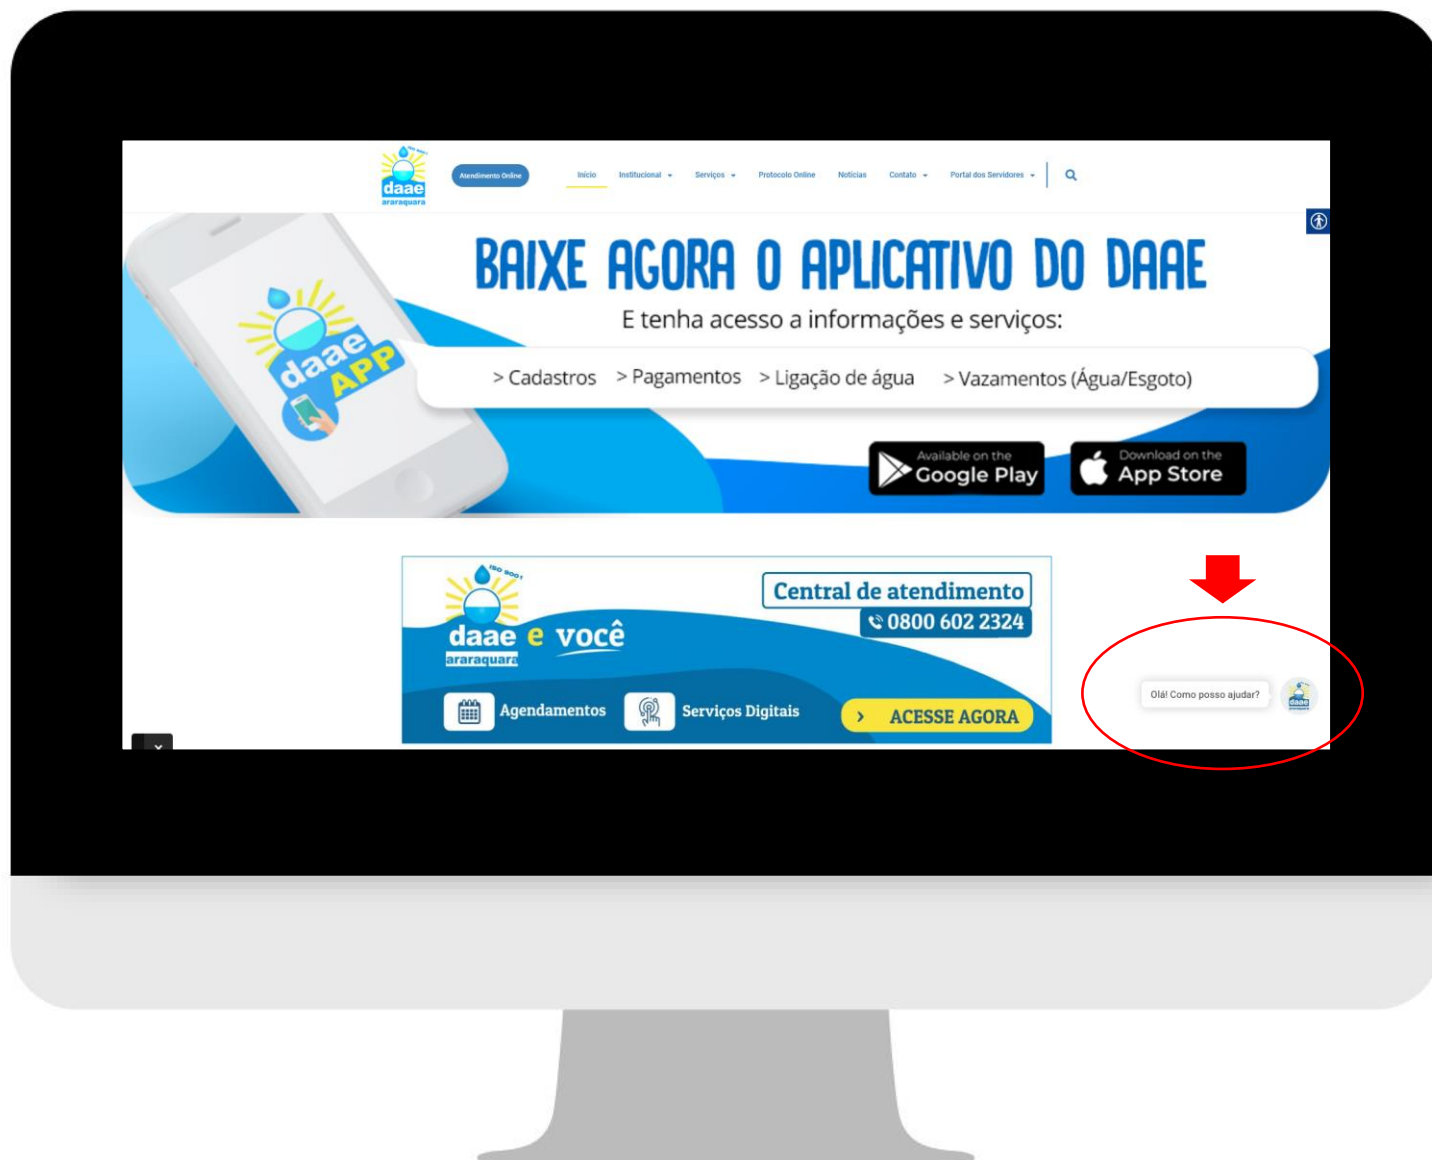 ISO 9001
daae
araraquara
Atendimento Online
Início
Institucional
Serviços
Protocolo Online
Notícias
Contato
Portal dos Servidores
BAIXE AGORA O APLICATIVO DO DAAE
E tenha acesso a informações e serviços:
daae
APP
> Cadastros > Pagamentos > Ligação de água > Vazamentos (Água/Esgoto)
Available on the
Google Play
Download on the
App Store
ISO 9001
daae e você
araraquara
Central de atendimento
0800 602 2324
Agendamentos
Serviços Digitais
> ACESSE AGORA
Olá! Como posso ajudar?
daae